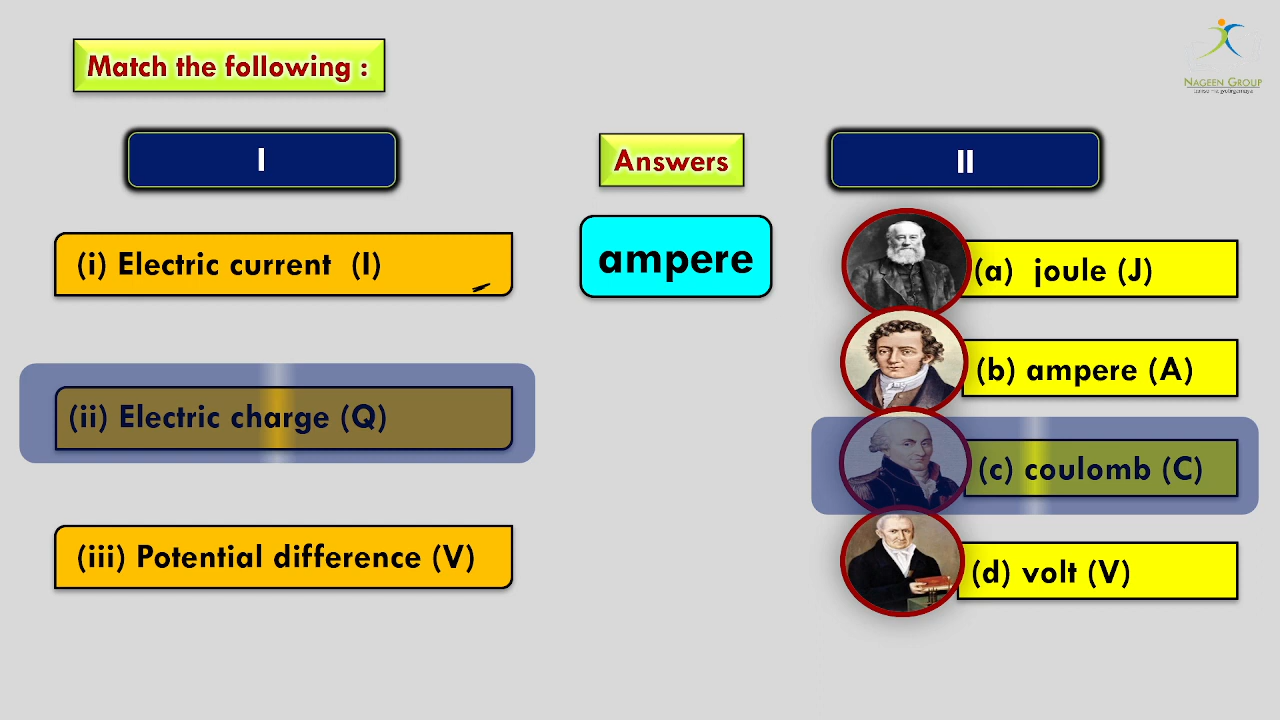 Match the following :
NAGEEN GROUP
I
Answers
II
(i) Electric current (I)
ampere
(a) joule (J)
(b) ampere (A)
(ii) Electric charge (Q)
(c) coulomb (C)
(iii) Potential difference (V)
(d) volt (V)